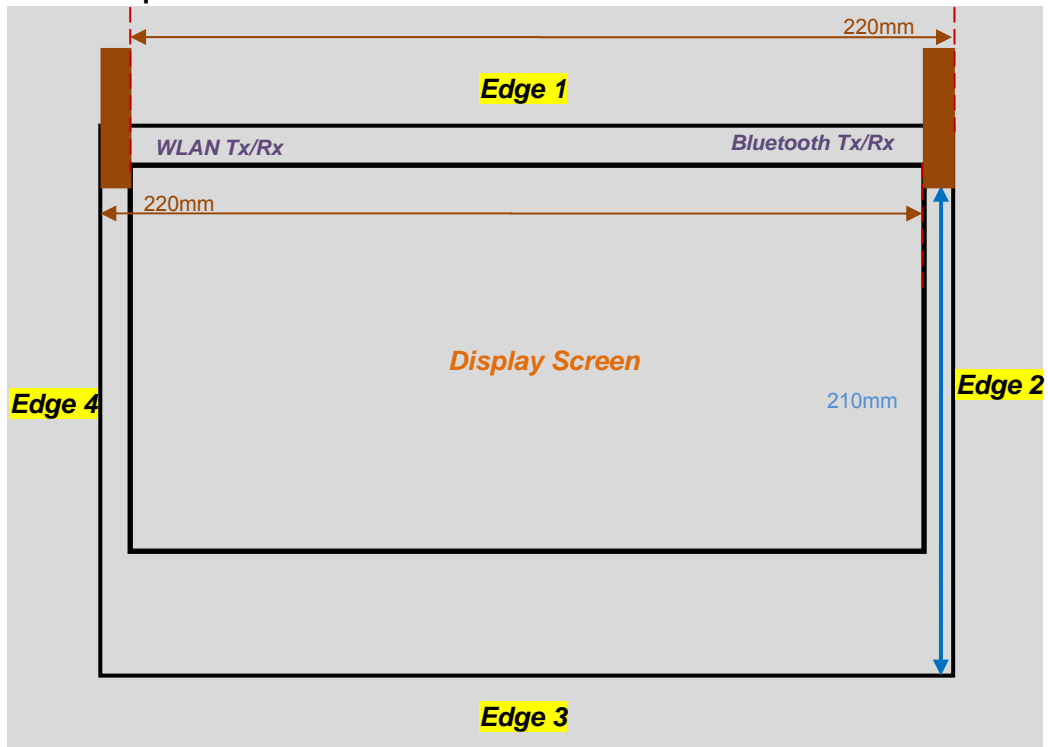 220mm
Edge 1
WLAN Tx/Rx
Bluetooth Tx/Rx
220mm
Display Screen
Edge 2
Edge 4
210mm
Edge 3